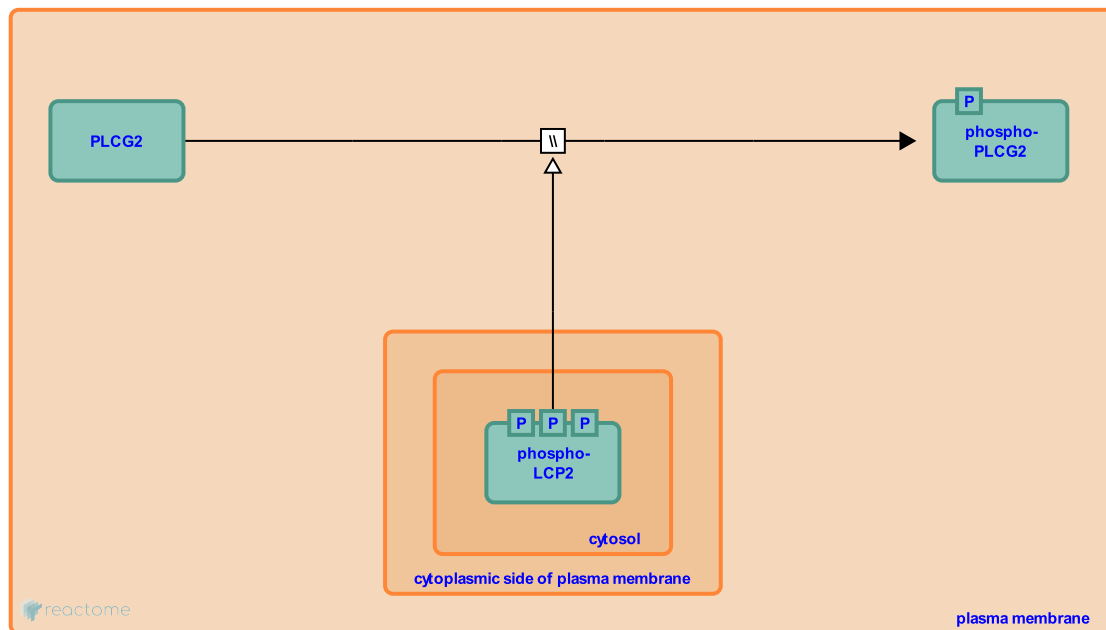 PLCG2
\\
P
phospho-
PLCG2
P P P
phospho-
LCP2
cytosol
cytoplasmic side of plasma membrane
reactome
plasma membrane